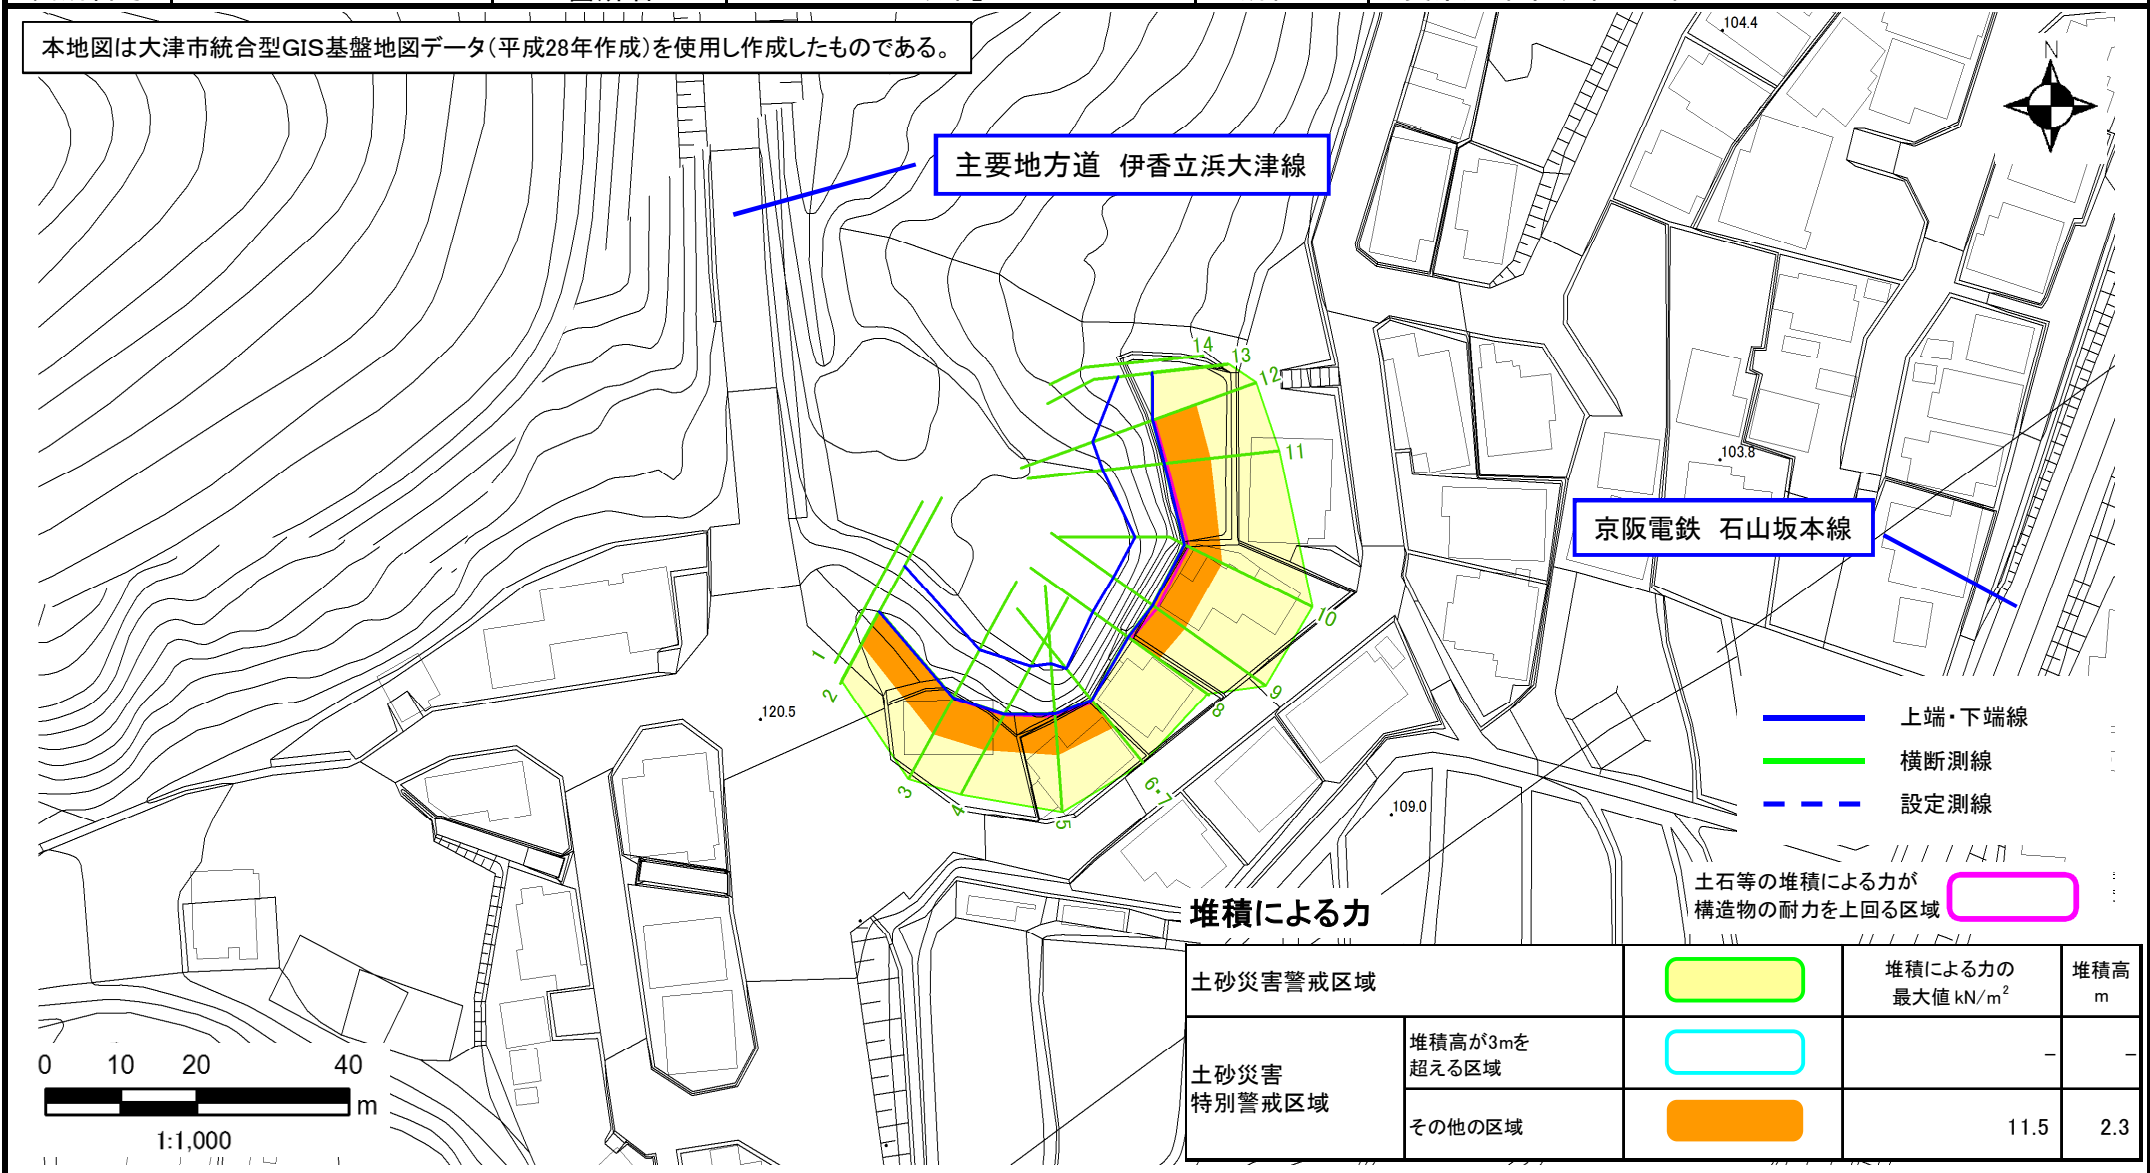 本地図は大津市統合型GIS基盤地図データ(平成28年作成)を使用し作成したものである。
104.4
N
主要地方道 伊香立浜大津線
14
13
12
11
103.8
京阪電鉄 石山坂本線
10
1
2
9
8
120.5
上端・下端線
横断測線
設定測線
3
4
5
6・7
109.0
土石等の堆積による力が
構造物の耐力を上回る区域
堆積による力
土砂災害警戒区域
堆積による力の
最大値 kN/m²
堆積高
m
土砂災害
特別警戒区域
堆積高が3mを
超える区域
－
－
その他の区域
11.5
2.3
0 10 20 40
m
1:1,000